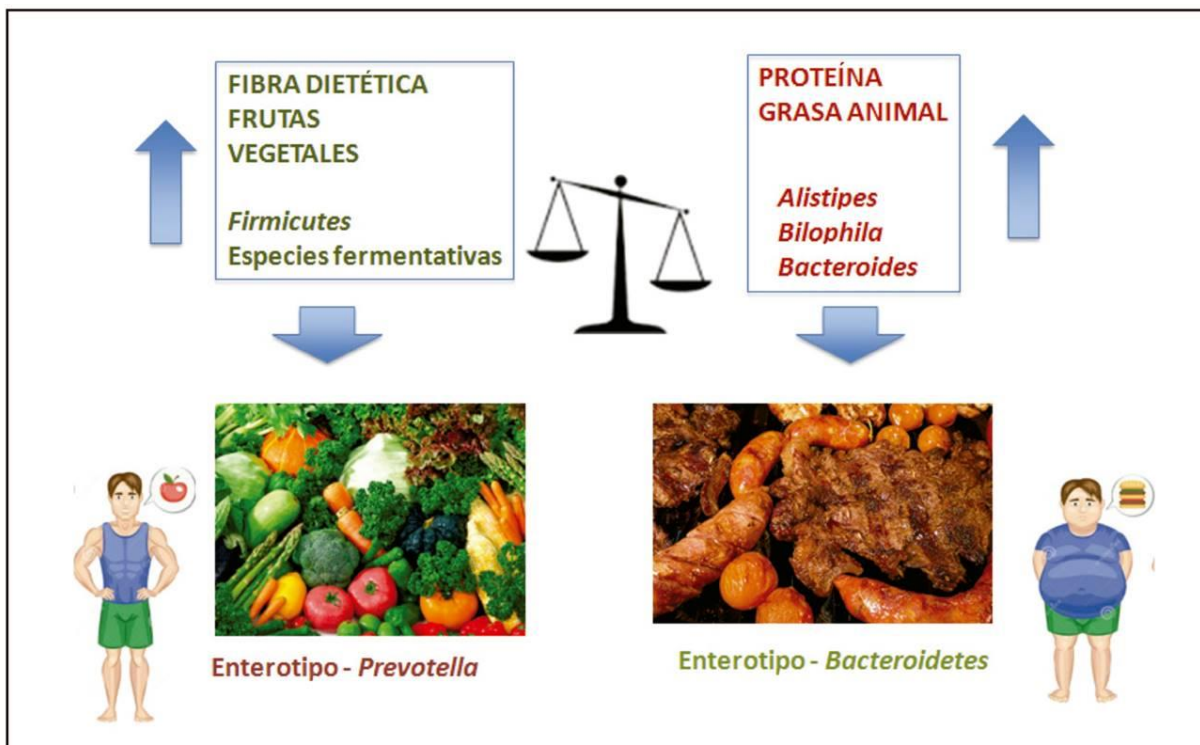 FIBRA DIETÉTICA
FRUTAS
VEGETALES
Firmicutes
Especies fermentativas
PROTEÍNA
GRASA ANIMAL
Alistipes
Bilophila
Bacteroides
Enterotipo - Prevotella
Enterotipo - Bacteroidetes